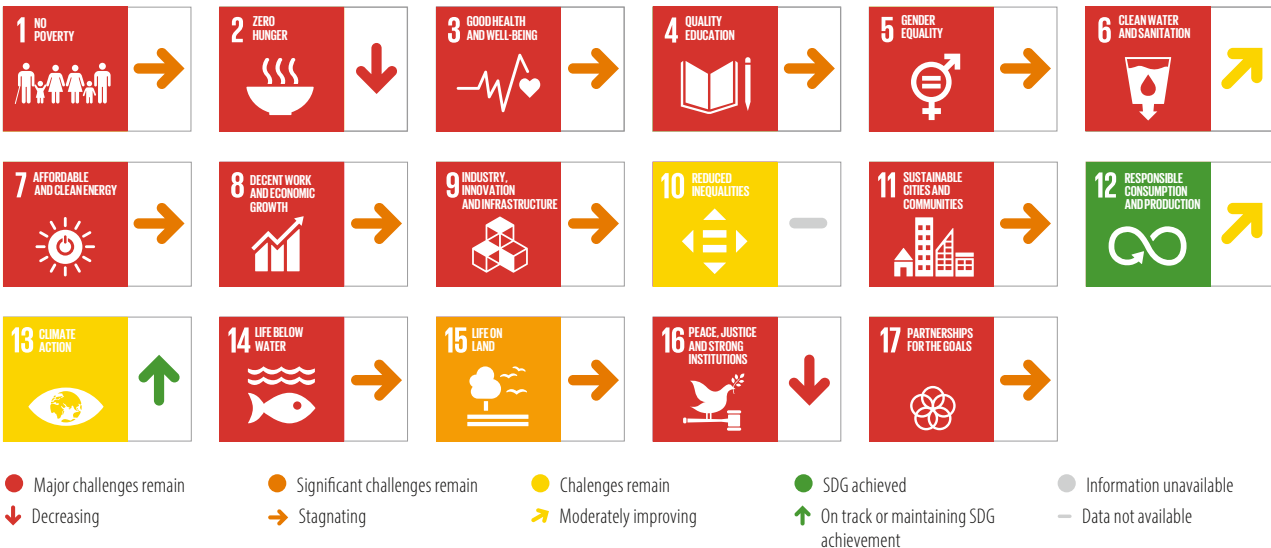 1 NO
POVERTY
2 ZERO
HUNGER
3 GOOD HEALTH
AND WELL-BEING
4 QUALITY
EDUCATION
5 GENDER
EQUALITY
6 CLEAN WATER
AND SANITATION
7 AFFORDABLE
AND CLEAN ENERGY
8 DECENT WORK
AND ECONOMIC
GROWTH
9 INDUSTRY,
INNOVATION
AND INFRASTRUCTURE
10 REDUCED
INEQUALITIES
11 SUSTAINABLE
CITIES AND
COMMUNITIES
12 RESPONSIBLE
CONSUMPTION
AND PRODUCTION
13 CLIMATE
ACTION
14 LIFE BELOW
WATER
15 LIFE ON
LAND
16 PEACE, JUSTICE
AND STRONG
INSTITUTIONS
17 PARTNERSHIPS
FOR THE GOALS
Major challenges remain
Significant challenges remain
Chalenges remain
SDG achieved
Information unavailable
Decreasing
Stagnating
Moderately improving
On track or maintaining SDG
achievement
Data not available